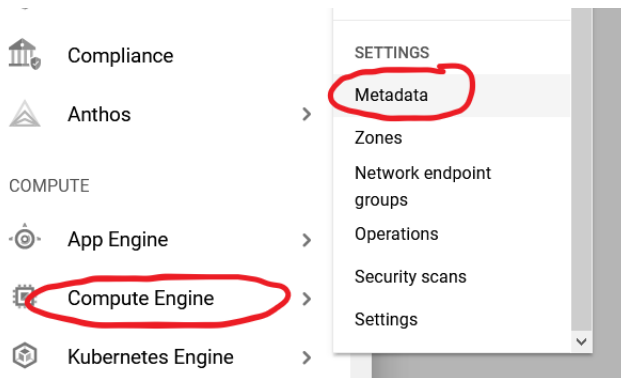 Compliance
Anthos
COMPUTE
App Engine
Compute Engine
Kubernetes Engine
SETTINGS
Metadata
Zones
Network endpoint
groups
Operations
Security scans
Settings